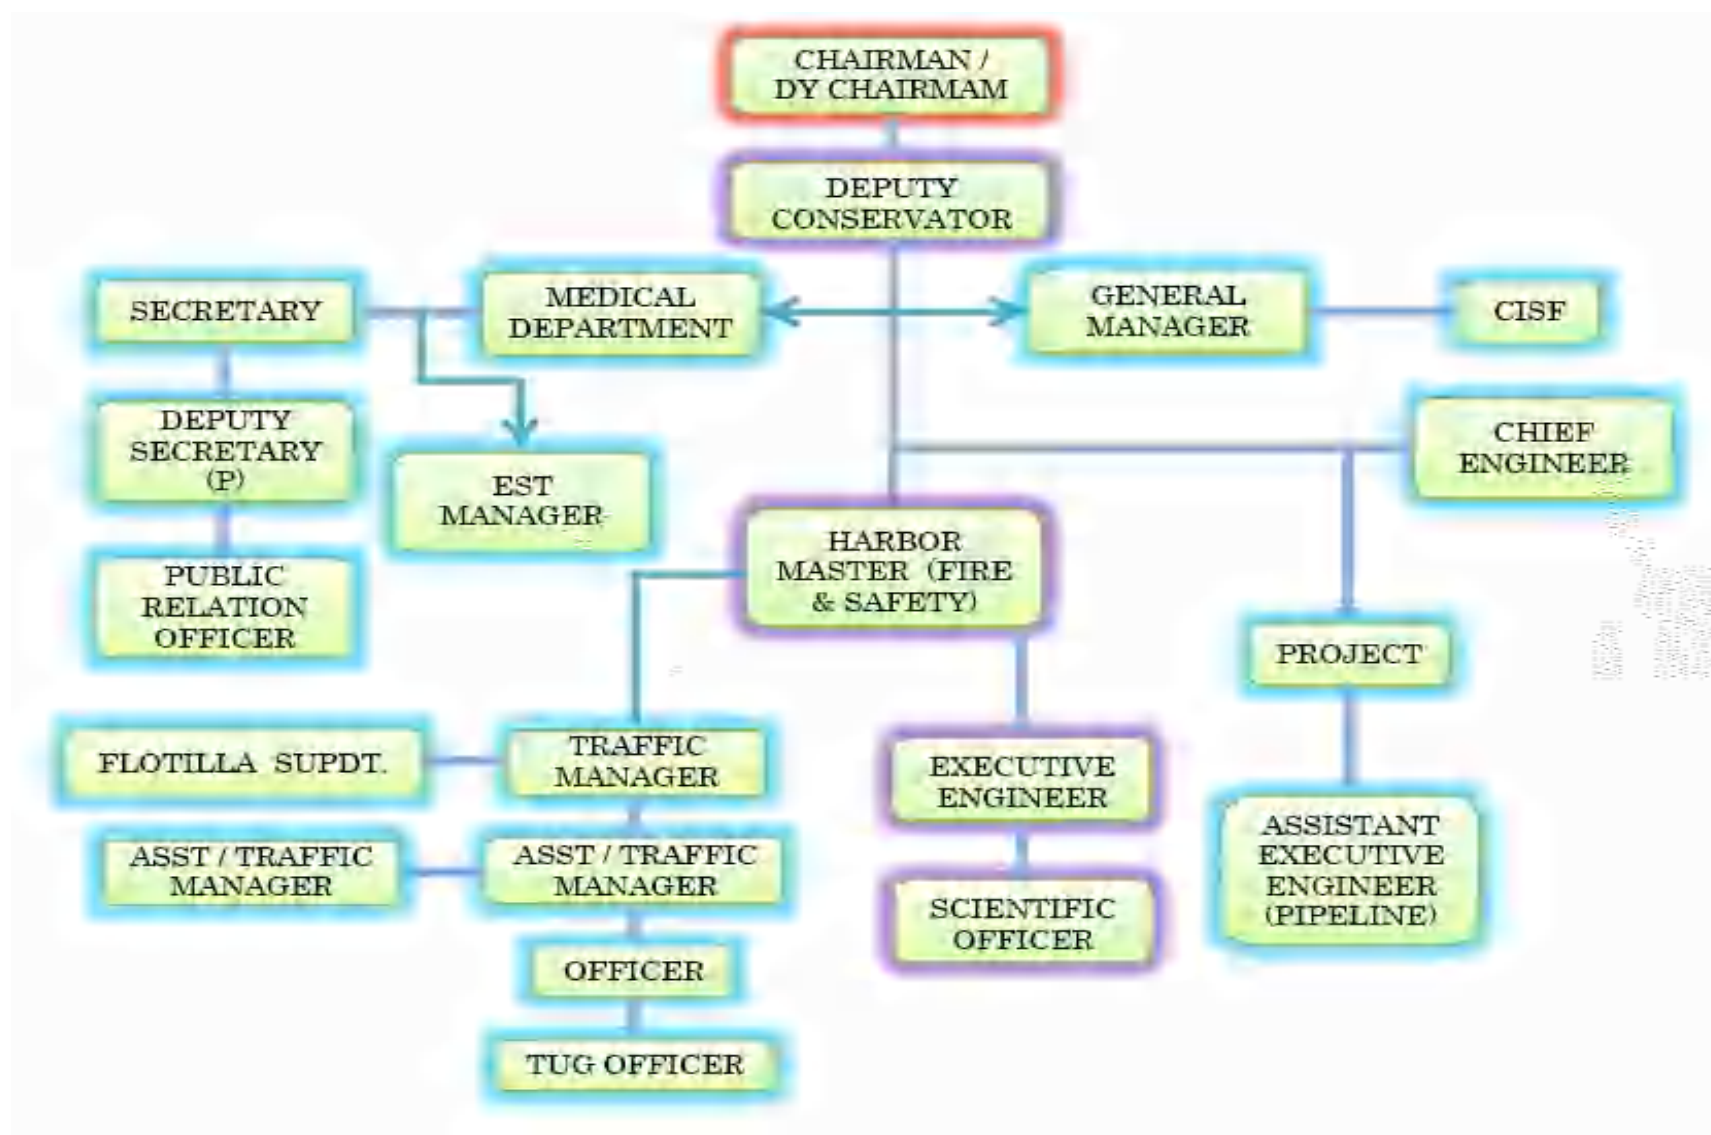 CHAIRMAN /
DY CHAIRMAM
DEPUTY
CONSERVATOR
SECRETARY
MEDICAL
DEPARTMENT
GENERAL
MANAGER
CISF
DEPUTY
SECRETARY
(P)
EST
MANAGER
CHIEF
ENGINEER
PUBLIC
RELATION
OFFICER
HARBOR
MASTER (FIRE
& SAFETY)
PROJECT
FLOTILLA SUPDT.
TRAFFIC
MANAGER
EXECUTIVE
ENGINEER
ASSISTANT
EXECUTIVE
ENGINEER
(PIPELINE)
ASST / TRAFFIC
MANAGER
ASST / TRAFFIC
MANAGER
SCIENTIFIC
OFFICER
OFFICER
TUG OFFICER